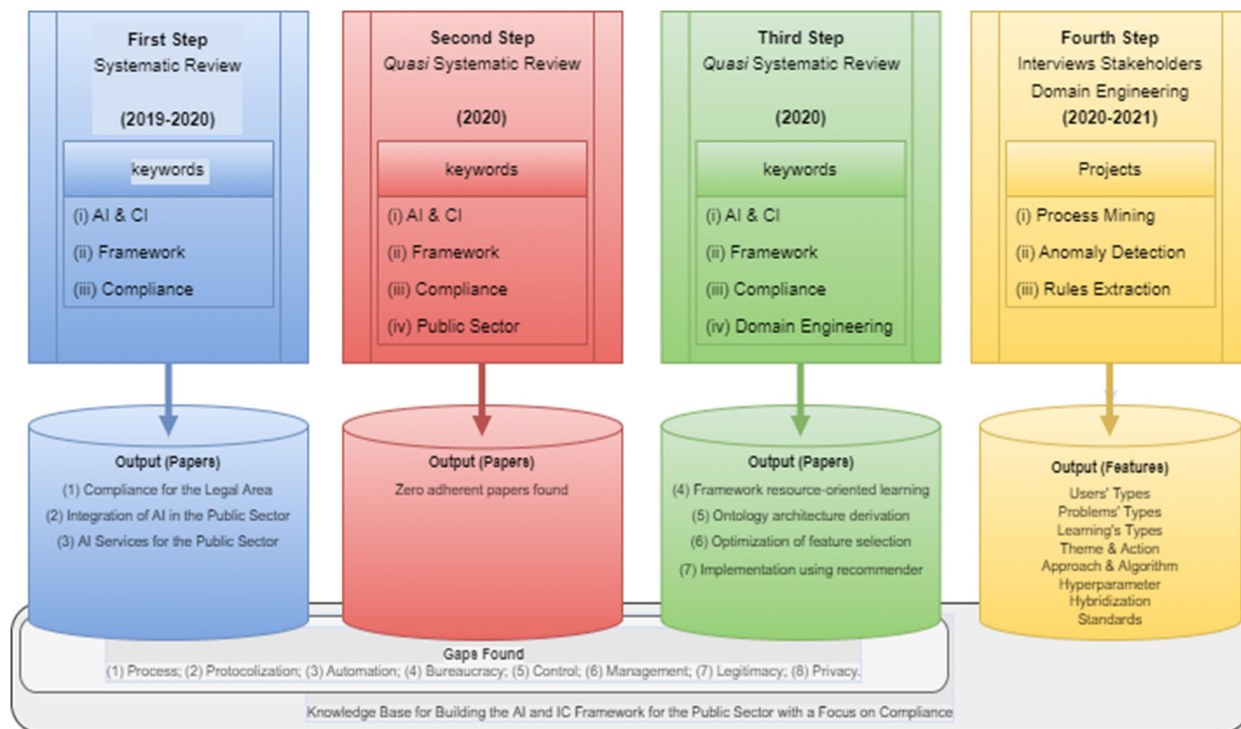 First Step
Systematic Review
(2019-2020)
keywords
(i) AI & CI
(ii) Framework
(iii) Compliance
Output (Papers)
(1) Compliance for the Legal Area
(2) Integration of AI in the Public Sector
(3) AI Services for the Public Sector
Second Step
Quasi Systematic Review
(2020)
keywords
(i) AI & CI
(ii) Framework
(iii) Compliance
(iv) Public Sector
Output (Papers)
Zero adherent papers found
Third Step
Quasi Systematic Review
(2020)
keywords
(i) AI & CI
(ii) Framework
(iii) Compliance
(iv) Domain Engineering
Output (Papers)
(4) Framework resource-oriented learning
(5) Ontology architecture derivation
(6) Optimization of feature selection
(7) Implementation using recommender
Fourth Step
Interviews Stakeholders
Domain Engineering
(2020-2021)
Projects
(i) Process Mining
(ii) Anomaly Detection
(iii) Rules Extraction
Output (Features)
Users' Types
Problems' Types
Learning's Types
Theme & Action
Approach & Algorithm
Hyperparameter
Hybridization
Standards
Gaps Found
(1) Process; (2) Protocolization; (3) Automation; (4) Bureaucracy; (5) Control; (6) Management; (7) Legitimacy; (8) Privacy.
Knowledge Base for Building the AI and IC Framework for the Public Sector with a Focus on Compliance